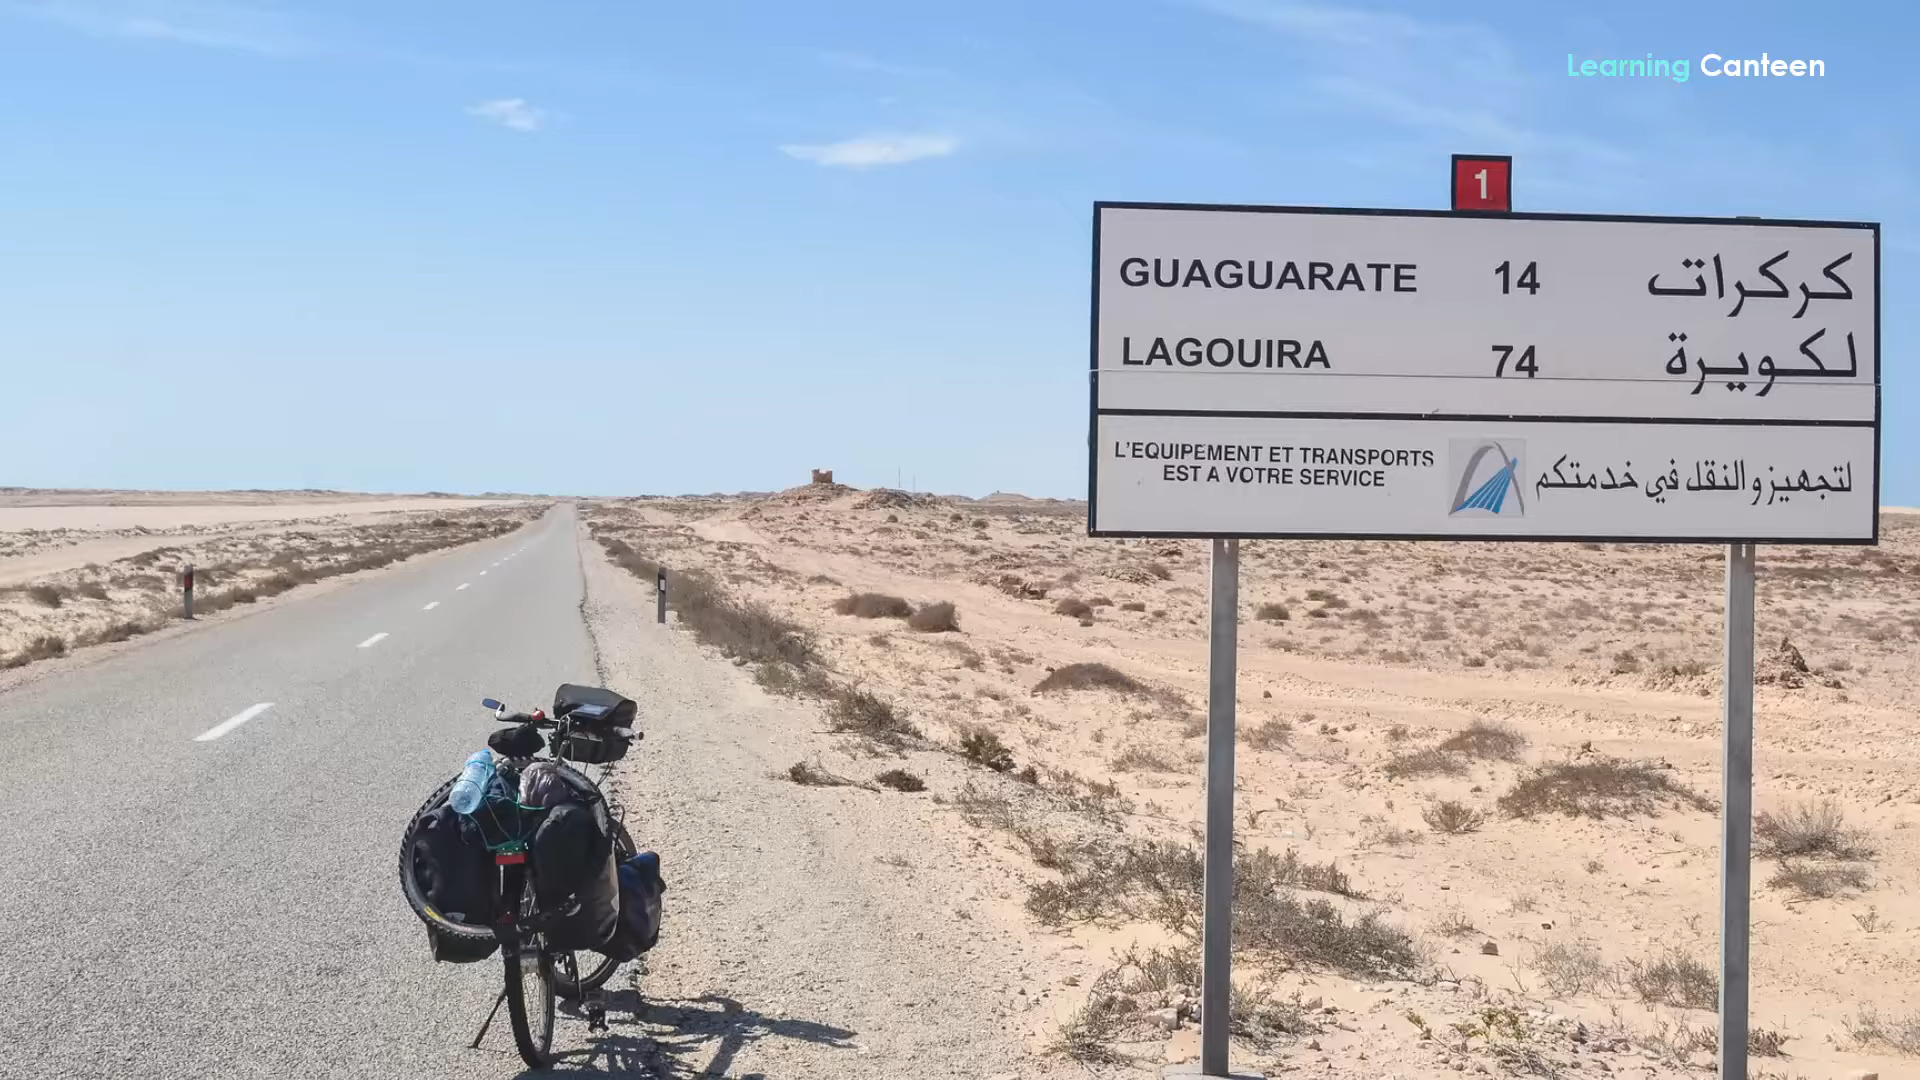 Learning Canteen
1
GUAGUARATE 14 كركرات
LAGOUIRA 74 لكويرة
L'EQUIPEMENT ET TRANSPORTS
EST A VOTRE SERVICE
لتجهيز والنقل في خدمتكم